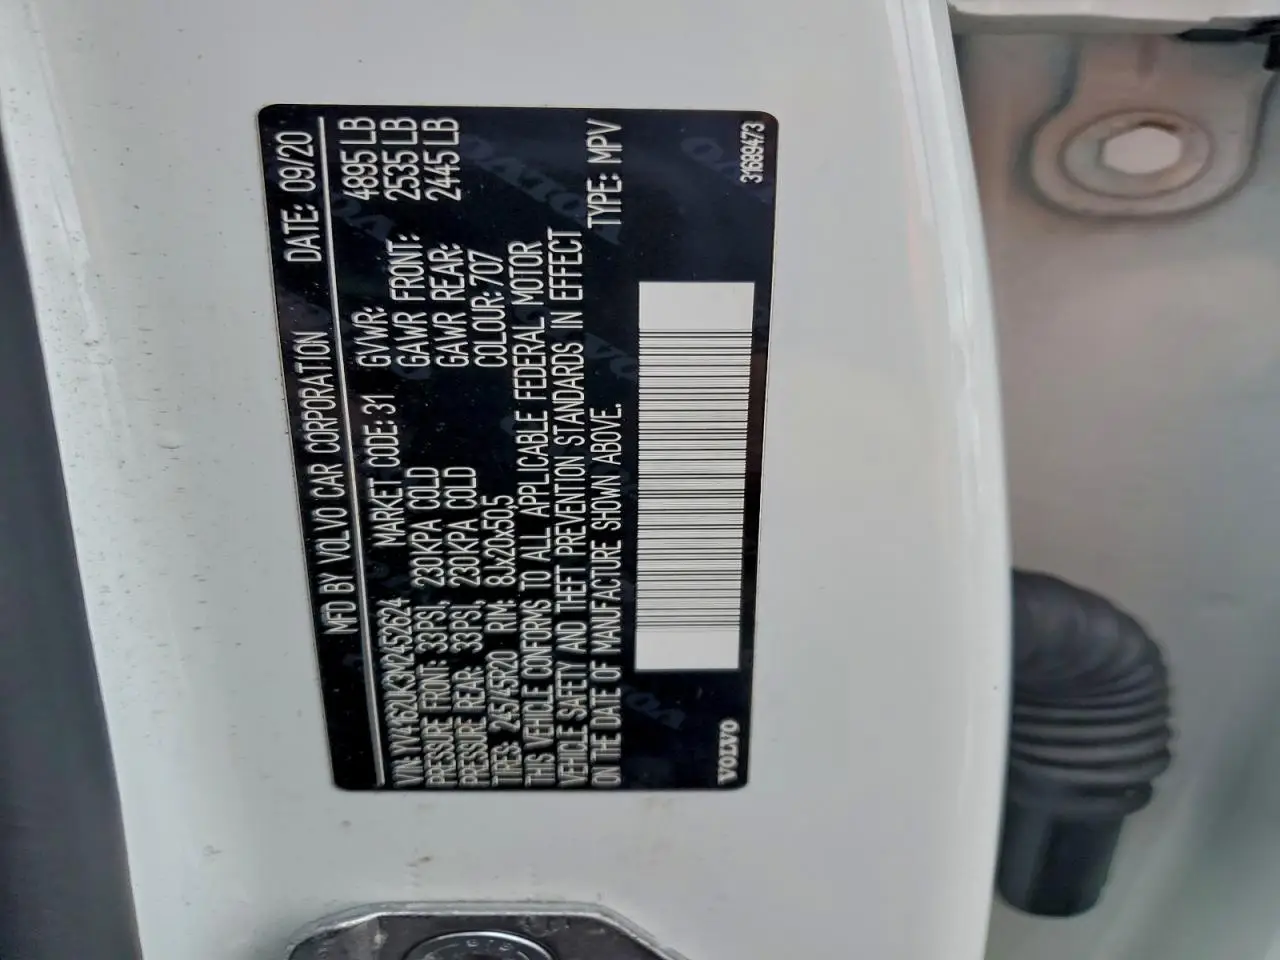 MFD BY VOLVO CAR CORPORATION DATE: 09/20
VIN: YV4162UK3M2452624 MARKET CODE: 31 GVWR: 4895 LB
PRESSURE FRONT: 33PSI, 230KPA COLD GAWR FRONT: 2535 LB
PRESSURE REAR: 33PSI, 230KPA COLD GAWR REAR: 2445 LB
TIRES: 245/45R20 RIM: 8Jx20x50,5 COLOUR: 707
THIS VEHICLE CONFORMS TO ALL APPLICABLE FEDERAL MOTOR
VEHICLE SAFETY AND THEFT PREVENTION STANDARDS IN EFFECT
ON THE DATE OF MANUFACTURE SHOWN ABOVE. TYPE: MPV
VOLVO 31689473